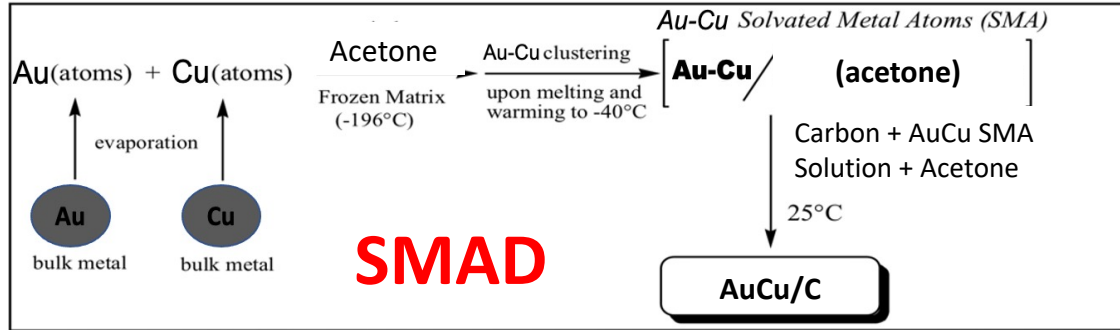 Au-Cu Solvated Metal Atoms (SMA)
Au(atoms) + Cu(atoms)
Acetone
Frozen Matrix
(-196°C)
Au-Cu clustering
upon melting and
warming to -40°C
[Au-Cu/ (acetone)]
evaporation
Carbon + AuCu SMA
Solution + Acetone
25°C
Au
Cu
bulk metal
bulk metal
SMAD
AuCu/C